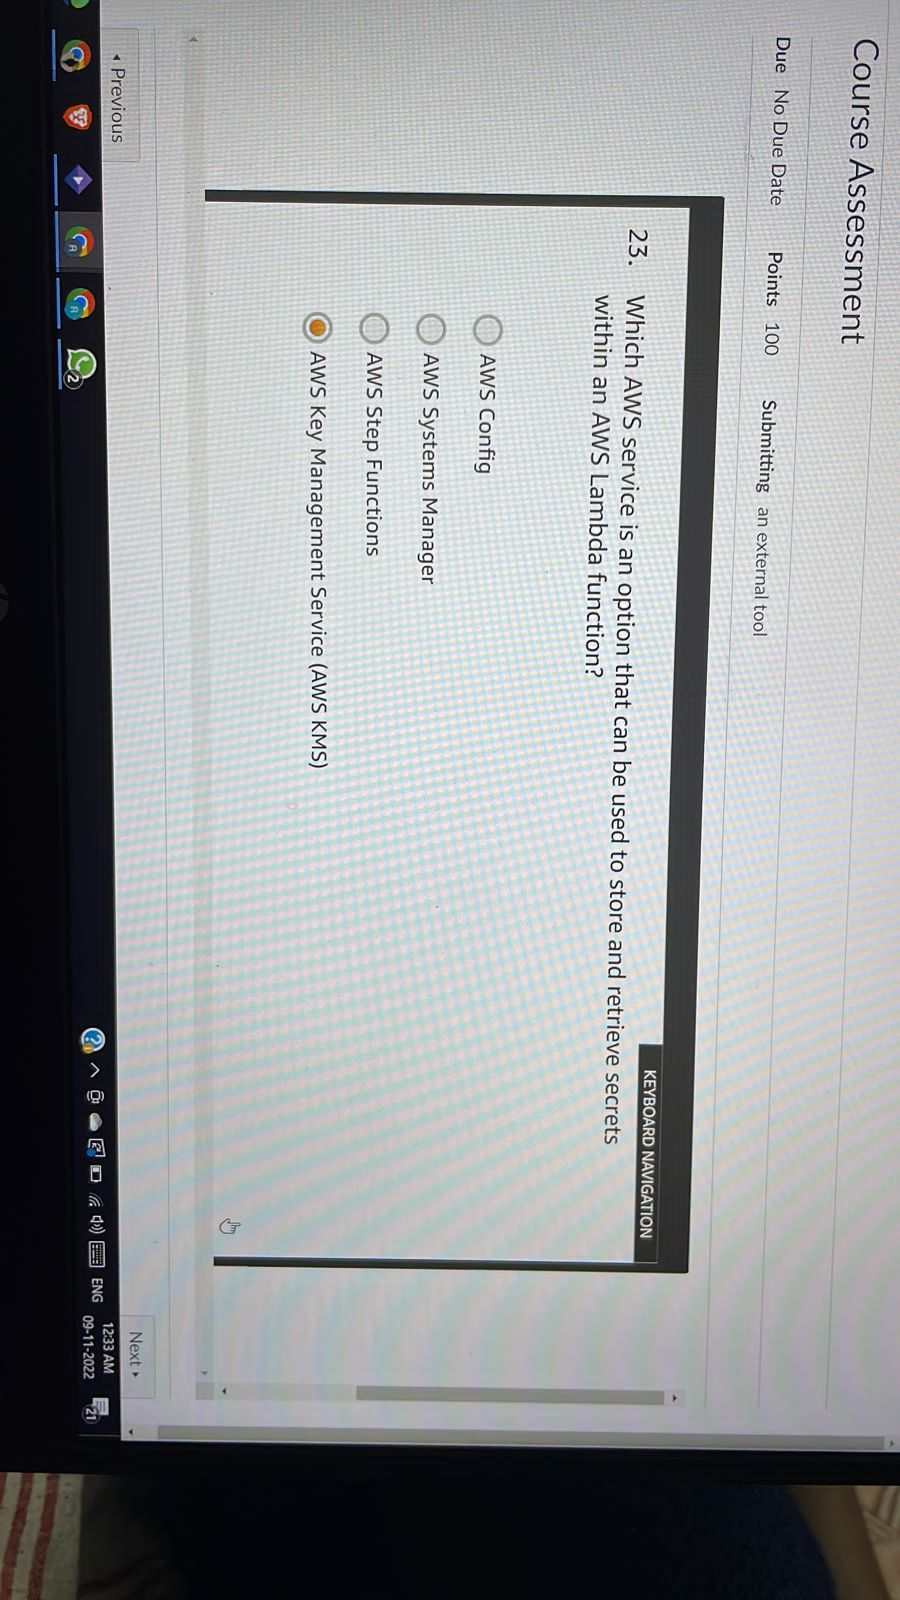 Course Assessment
Due No Due Date Points 100 Submitting an external tool
KEYBOARD NAVIGATION
23. Which AWS service is an option that can be used to store and retrieve secrets
within an AWS Lambda function?
AWS Config
AWS Systems Manager
AWS Step Functions
AWS Key Management Service (AWS KMS)
◂ Previous
Next ▸
2
ENG
12:33 AM
09-11-2022
21